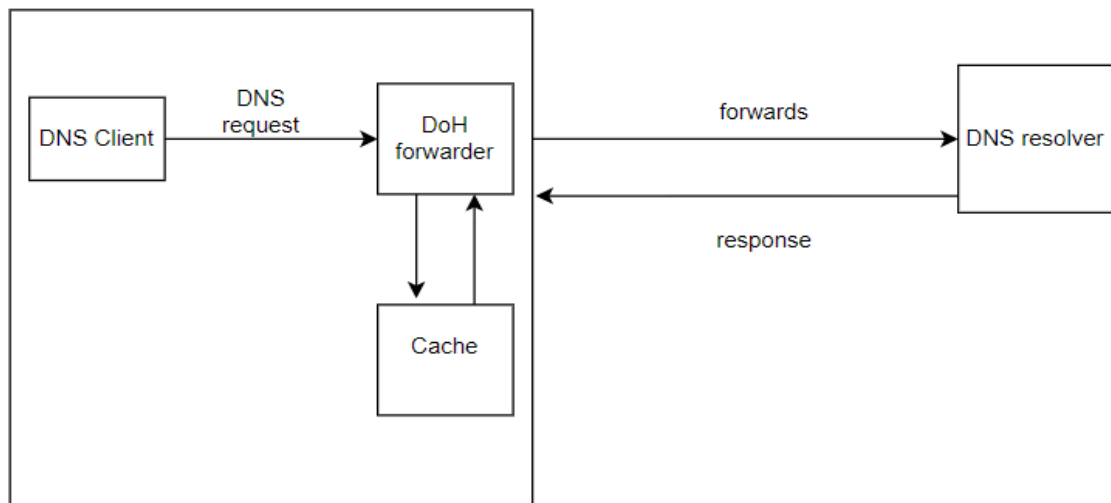 DNS
request
DNS Client
DoH
forwarder
forwards
DNS resolver
response
Cache